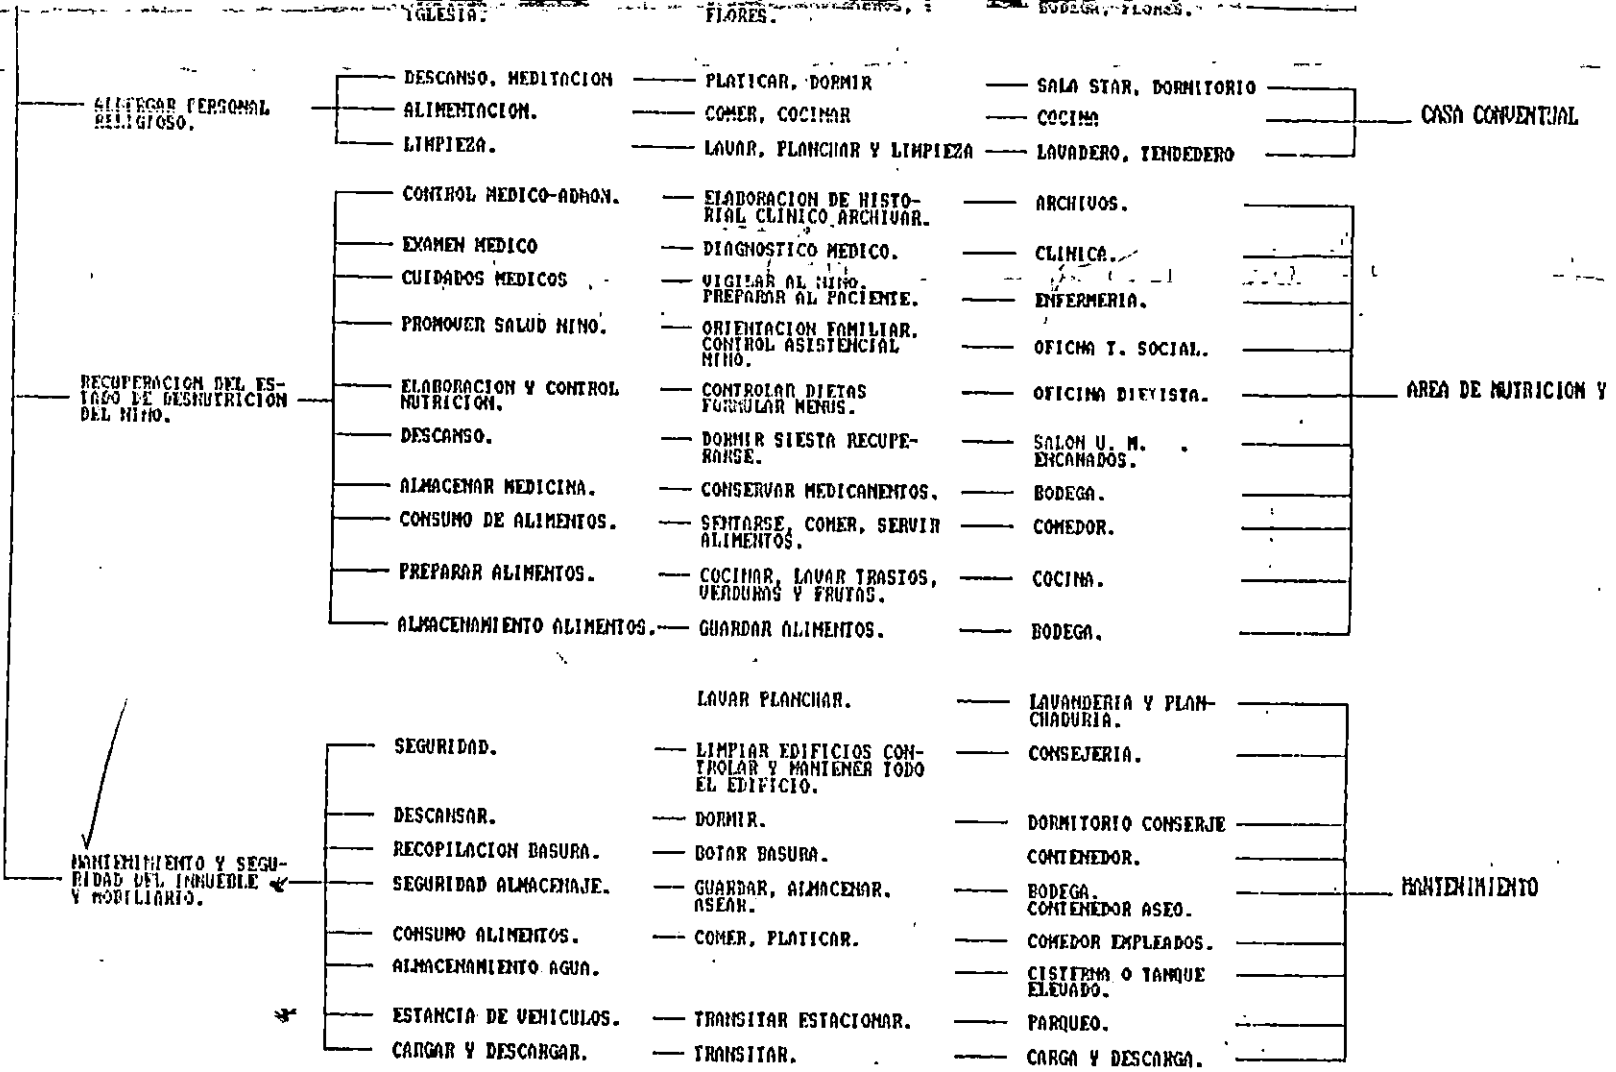 IGLESIA.
FLORES.
BODEGA, FLORES.
ALBERGAR PERSONAL
RELIGIOSO.
DESCANSO, MEDITACION
PLATICAR, DORMIR
SALA STAR, DORMITORIO
ALIMENTACION.
COMER, COCINAR
COCINA
CASA CONVENTUAL
LIMPIEZA.
LAVAR, PLANCHAR Y LIMPIEZA
LAVADERO, TENDEDERO
RECUPERACION DEL ES-
TADO DE DESNUTRICION
DEL NIÑO.
CONTROL MEDICO-ADMON.
ELABORACION DE HISTO-
RIAL CLINICO ARCHIVAR.
ARCHIVOS.
EXAMEN MEDICO
DIAGNOSTICO MEDICO.
CLINICA.
CUIDADOS MEDICOS
VIGILAR AL NIÑO.
PREPARAR AL PACIENTE.
ENFERMERIA.
PROMOVER SALUD NIÑO.
ORIENTACION FAMILIAR.
CONTROL ASISTENCIAL
NIÑO.
OFICNA T. SOCIAL.
ELABORACION Y CONTROL
NUTRICION.
CONTROLAR DIETAS
FORMULAR MENUS.
OFICINA DIETISTA.
AREA DE NUTRICION Y
DESCANSO.
DORMIR SIESTA RECUPE-
RARSE.
SALON U. M.
ENCAMADOS.
ALMACENAR MEDICINA.
CONSERVAR MEDICAMENTOS.
BODEGA.
CONSUMO DE ALIMENTOS.
SENTARSE, COMER, SERVIR
ALIMENTOS.
COMEDOR.
PREPARAR ALIMENTOS.
COCINAR, LAVAR TRASTOS,
VERDURAS Y FRUTAS.
COCINA.
ALMACENAMIENTO ALIMENTOS.
GUARDAR ALIMENTOS.
BODEGA.
MANTENIMIENTO Y SEGU-
RIDAD DEL INMUEBLE
Y MOBILIARIO.
LAVAR PLANCHAR.
LAVANDERIA Y PLAN-
CHADURIA.
SEGURIDAD.
LIMPIAR EDIFICIOS CON-
TROLAR Y MANTENER TODO
EL EDIFICIO.
CONSEJERIA.
DESCANSAR.
DORMIR.
DORMITORIO CONSERJE
RECOPILACION BASURA.
BOTAR BASURA.
CONTENEDOR.
SEGURIDAD ALMACENAJE.
GUARDAR, ALMACENAR.
ASEAR.
BODEGA.
CONTENEDOR ASEO.
MANTENIMIENTO
CONSUMO ALIMENTOS.
COMER, PLATICAR.
COMEDOR EMPLEADOS.
ALMACENAMIENTO AGUA.
CISTERNA O TANQUE
ELEVADO.
ESTANCIA DE VEHICULOS.
TRANSITAR ESTACIONAR.
PARQUEO.
CARGAR Y DESCARGAR.
TRANSITAR.
CARGA Y DESCARGA.